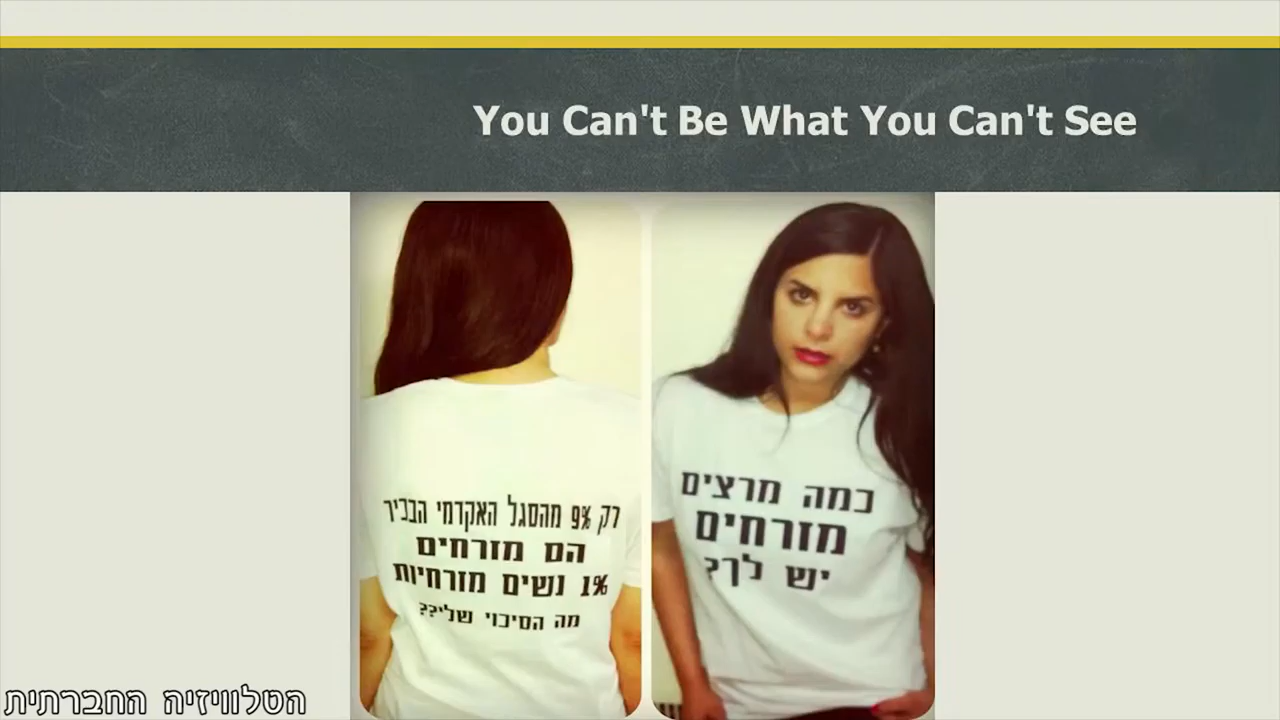 You Can't Be What You Can't See
רק 9% מהסגל האקדמי הבכיר
הם מזרחים
1% נשים מזרחיות
מה הסיכוי שלי??
כמה מרצים
מזרחים
יש לך?
הטלוויזיה החברתית